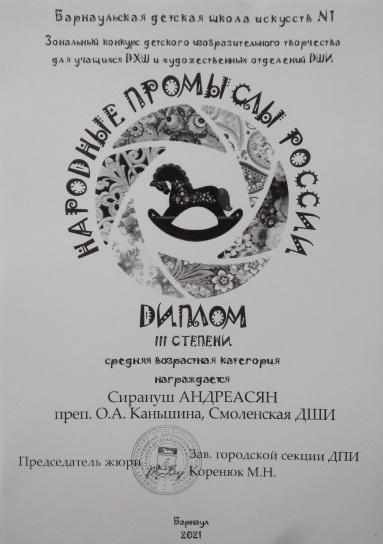 Барнаульская детская школа искусств №1
Зональный конкурс детского изобразительного творчества
для учащихся ДХШ и художественных отделений ДШИ
НАРОДНЫЕ ПРОМЫСЛЫ РОССИИ
ДИПЛОМ
III СТЕПЕНИ
средняя возрастная категория
награждается
Сирануш АНДРЕАСЯН
преп. О.А. Каньшина, Смоленская ДШИ
Председатель жюри
Зав. городской секции ДПИ
Коренюк М.Н.
Барнаул
2021